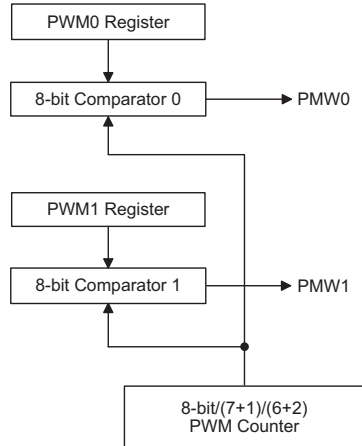 PWM0 Register
8-bit Comparator 0
PMW0
PWM1 Register
8-bit Comparator 1
PMW1
8-bit/(7+1)/(6+2)
PWM Counter